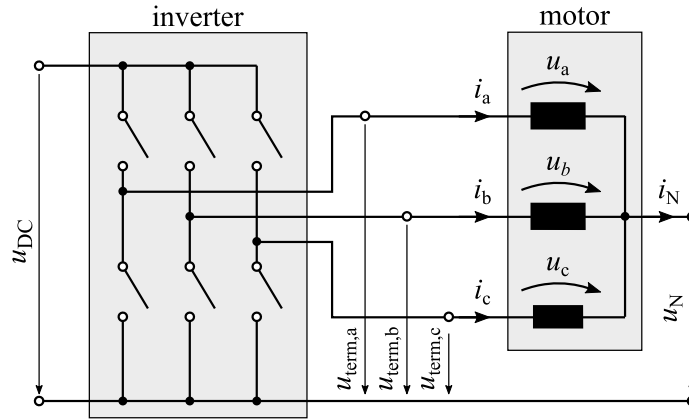 inverter
motor
u_DC
u_term,a
u_term,b
u_term,c
i_a
u_a
i_b
u_b
i_N
i_c
u_c
u_N